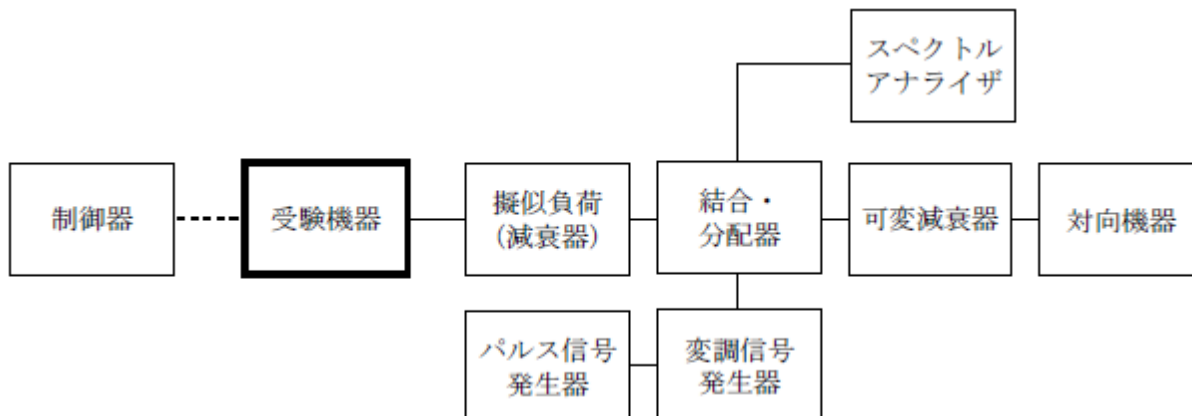 スペクトル
アナライザ
制御器
受験機器
擬似負荷
(減衰器)
結合・
分配器
可変減衰器
対向機器
パルス信号
発生器
変調信号
発生器